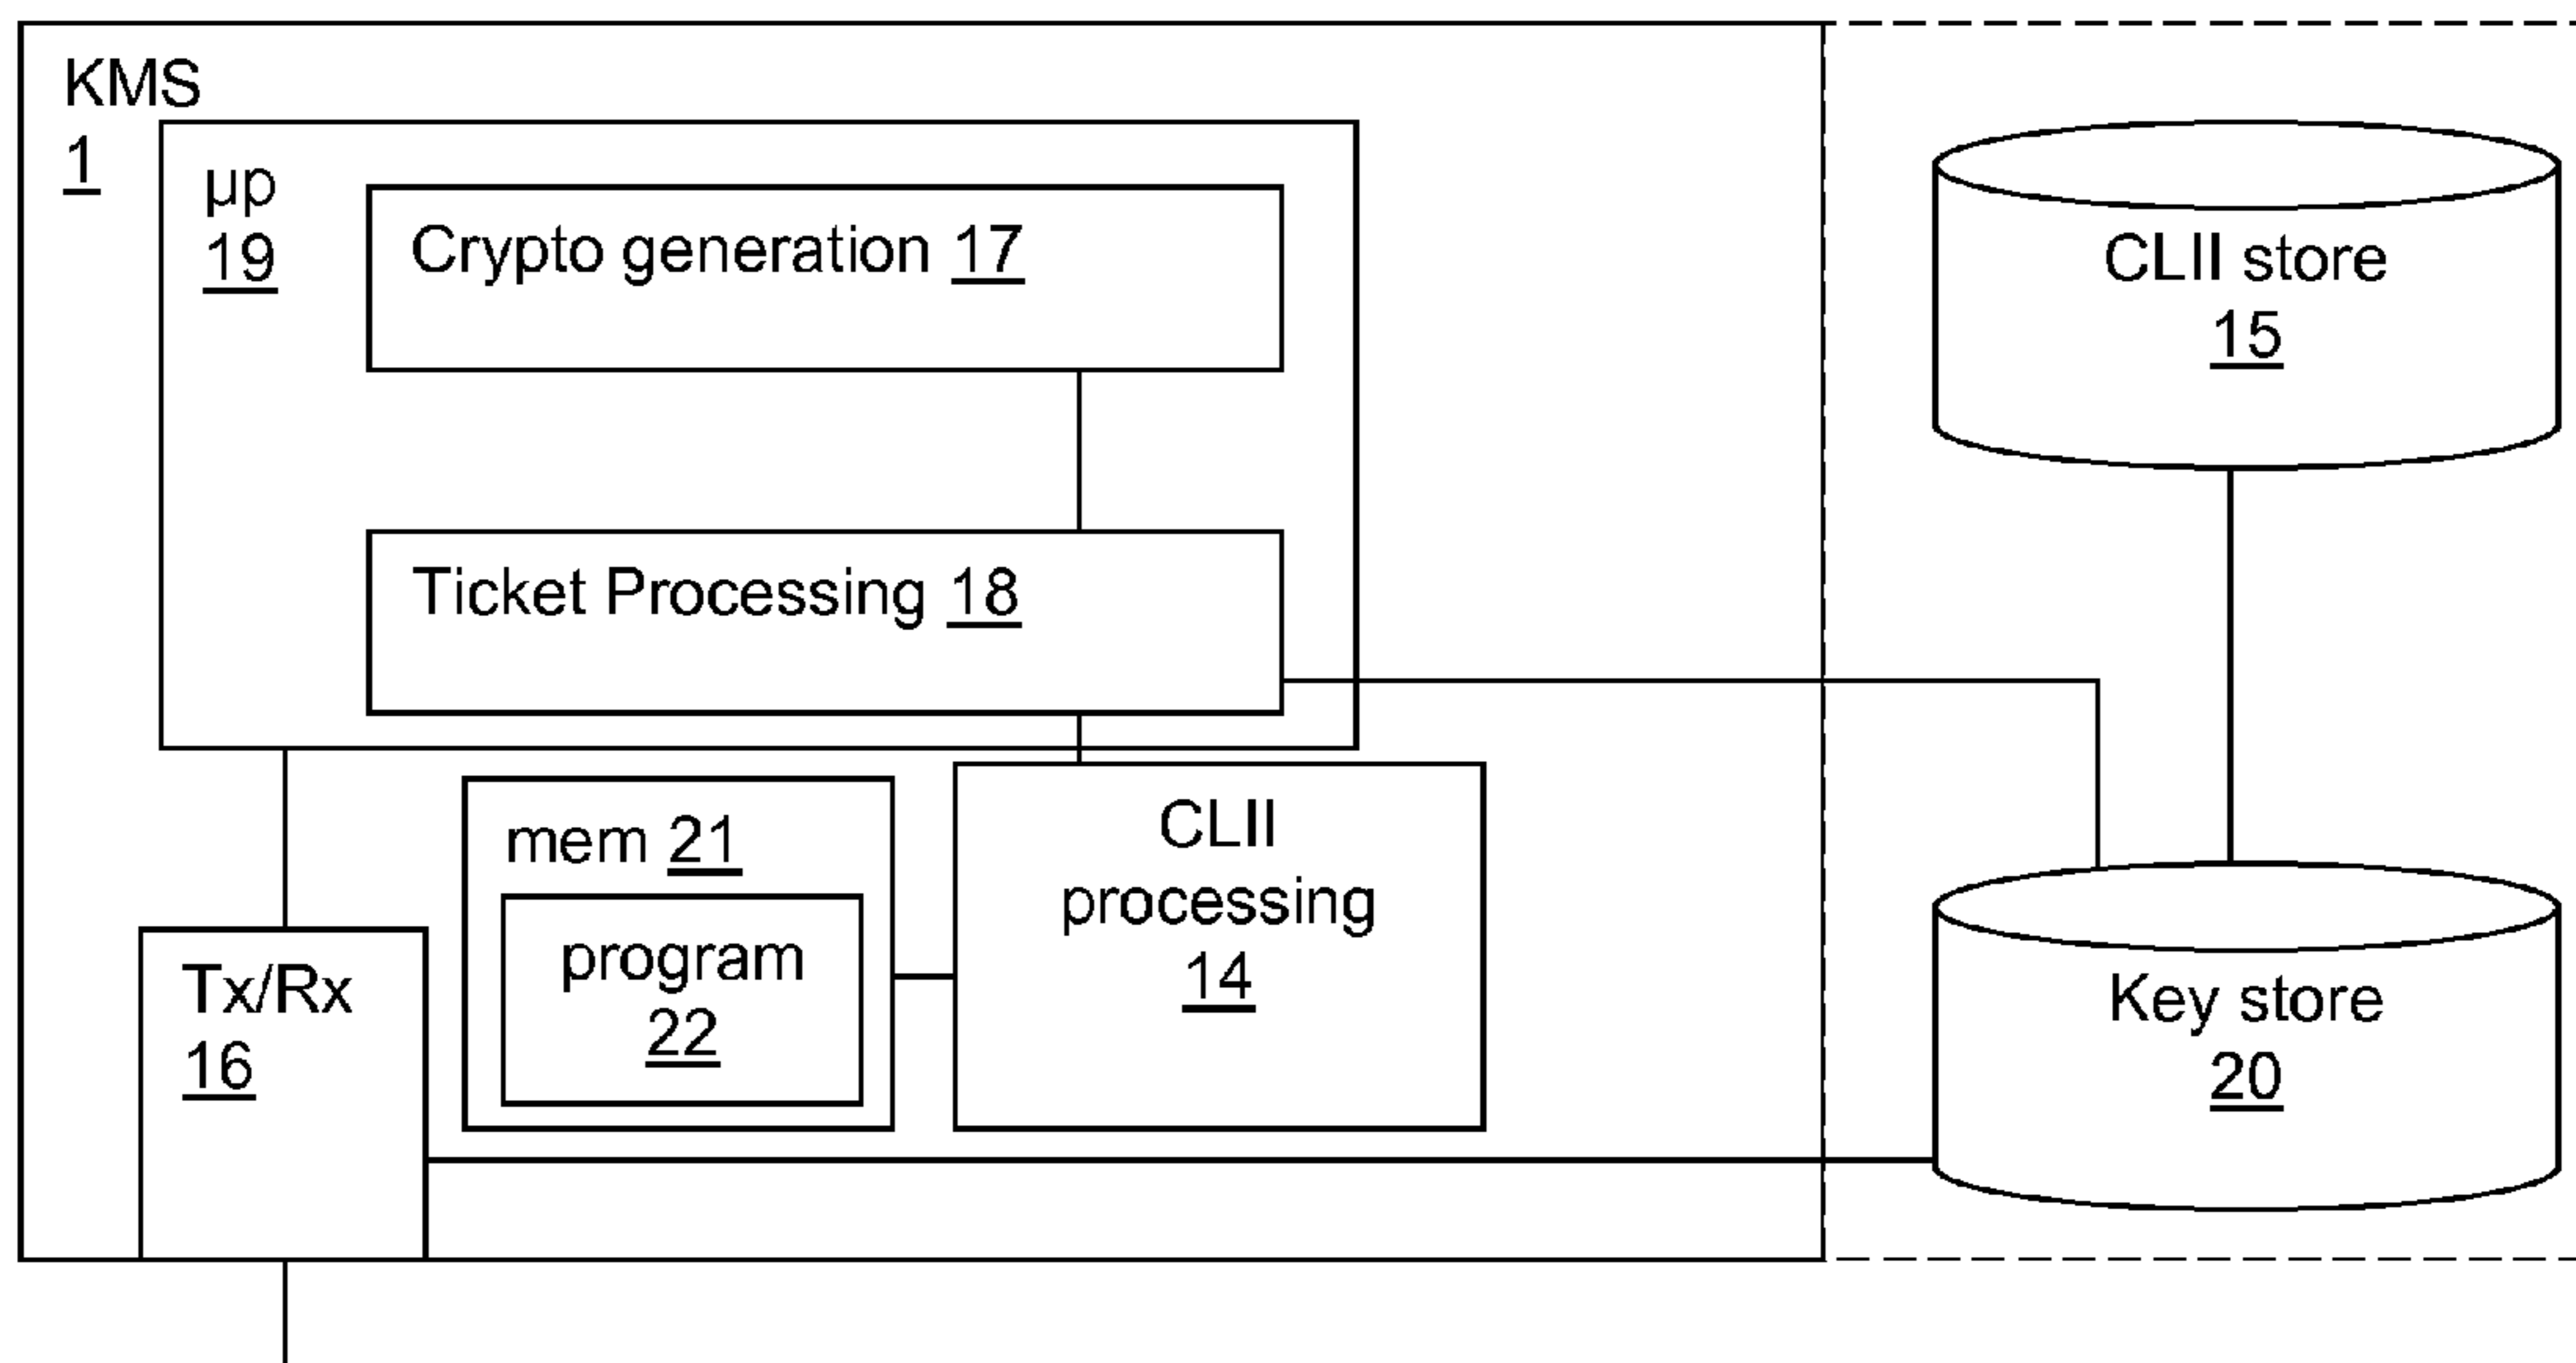 KMS
1
µp
19
Crypto generation 17
Ticket Processing 18
mem 21
program
22
CLII
processing
14
Tx/Rx
16
CLII store
15
Key store
20